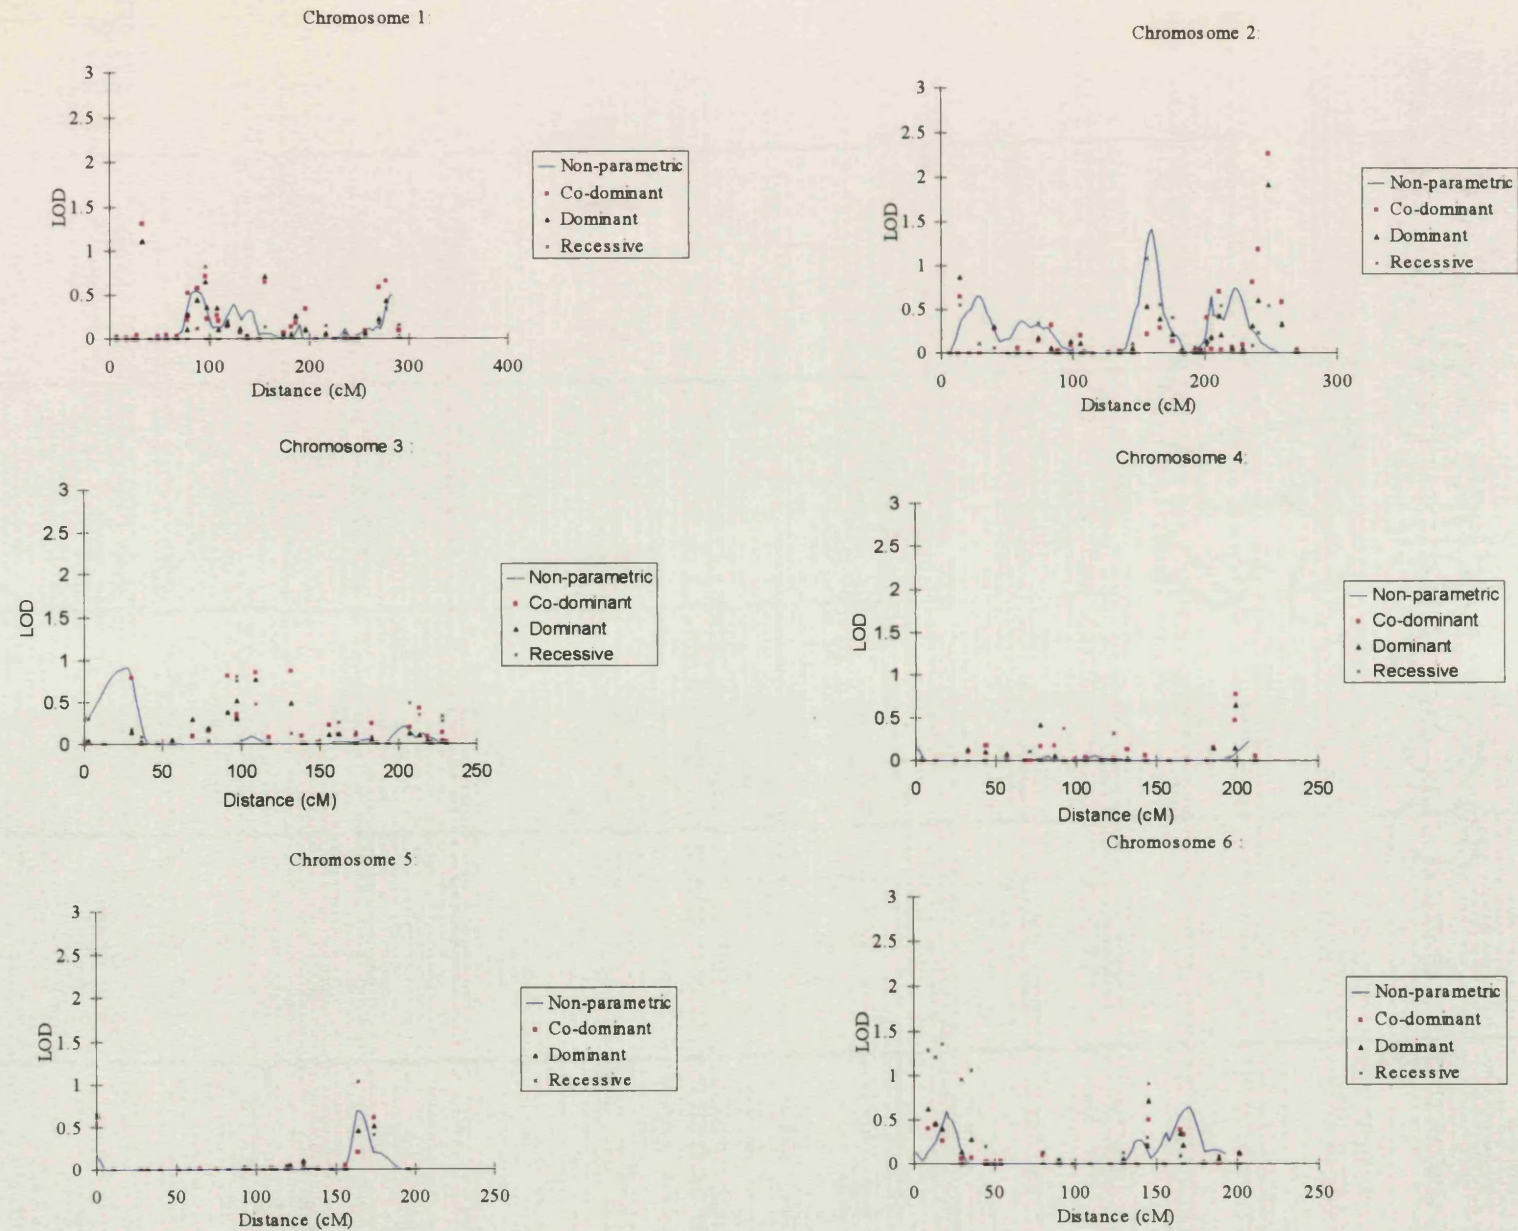 Chromosome 1:
3
2.5
2
1.5
1
0.5
0
LOD
0 100 200 300 400
Distance (cM)
Non-parametric
Co-dominant
Dominant
Recessive
Chromosome 2:
3
2.5
2
1.5
1
0.5
0
LOD
0 100 200 300
Distance (cM)
Non-parametric
Co-dominant
Dominant
Recessive
Chromosome 3:
3
2.5
2
1.5
1
0.5
0
LOD
0 50 100 150 200 250
Distance (cM)
Non-parametric
Co-dominant
Dominant
Recessive
Chromosome 4:
3
2.5
2
1.5
1
0.5
0
LOD
0 50 100 150 200 250
Distance (cM)
Non-parametric
Co-dominant
Dominant
Recessive
Chromosome 5:
3
2.5
2
1.5
1
0.5
0
LOD
0 50 100 150 200 250
Distance (cM)
Non-parametric
Co-dominant
Dominant
Recessive
Chromosome 6:
3
2.5
2
1.5
1
0.5
0
LOD
0 50 100 150 200 250
Distance (cM)
Non-parametric
Co-dominant
Dominant
Recessive